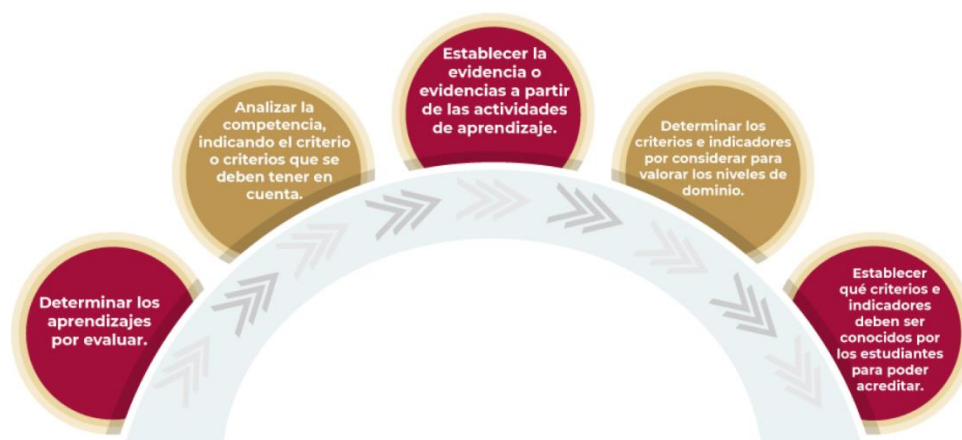 Determinar los
aprendizajes
por evaluar.
Analizar la
competencia,
indicando el criterio
o criterios que se
deben tener en
cuenta.
Establecer la
evidencia o
evidencias a partir
de las actividades
de aprendizaje.
Determinar los
criterios e indicadores
por considerar para
valorar los niveles de
dominio.
Establecer
qué criterios e
indicadores
deben ser
conocidos por
los estudiantes
para poder
acreditar.